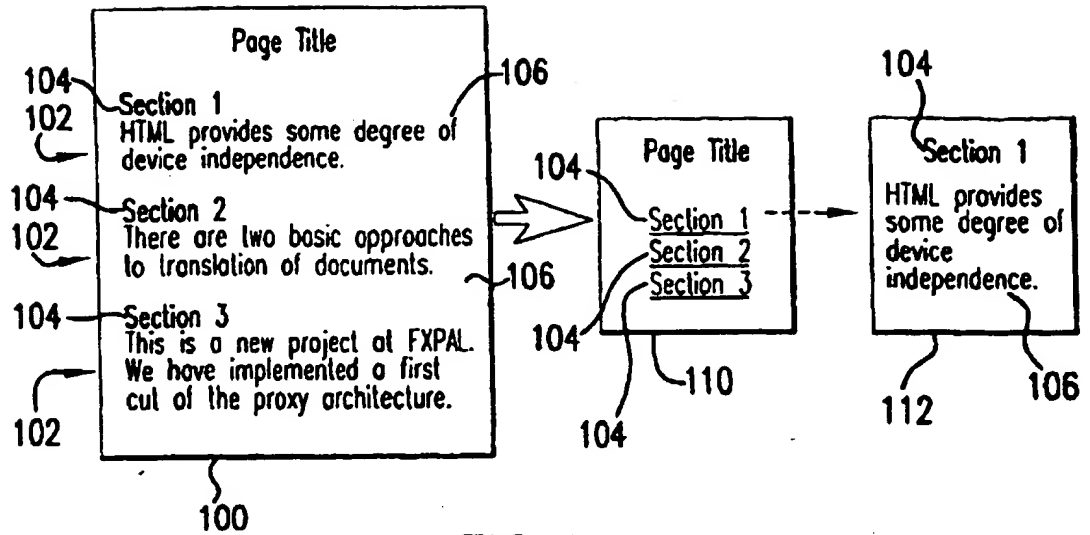 Page Title
104
106
Section 1
102
HTML provides some degree of
device independence.
104
Section 2
102
There are two basic approaches
to translation of documents.
106
104
Section 3
This is a new project at FXPAL.
We have implemented a first
cut of the proxy architecture.
102
100
Page Title
104
Section 1
Section 2
Section 3
104
104
110
104
Section 1
HTML provides
some degree of
device
independence.
112
106